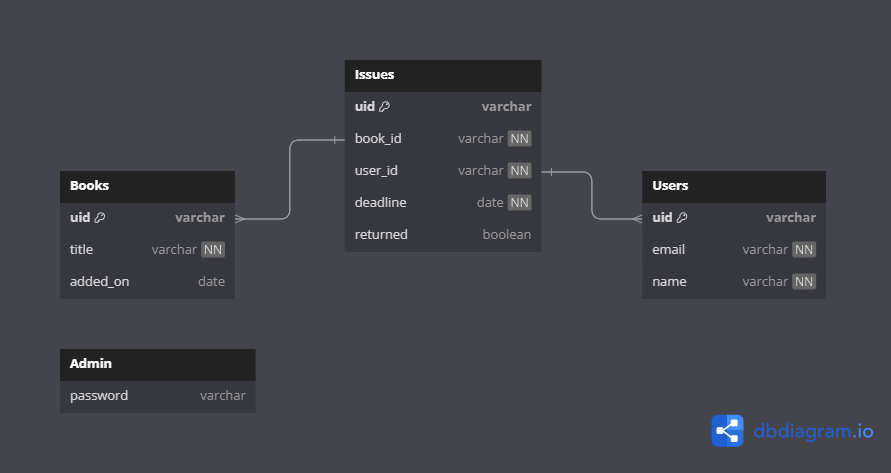 Issues
uid varchar
book_id varchar NN
user_id varchar NN
deadline date NN
returned boolean
Books
uid varchar
title varchar NN
added_on date
Users
uid varchar
email varchar NN
name varchar NN
Admin
password varchar
dbdiagram.io